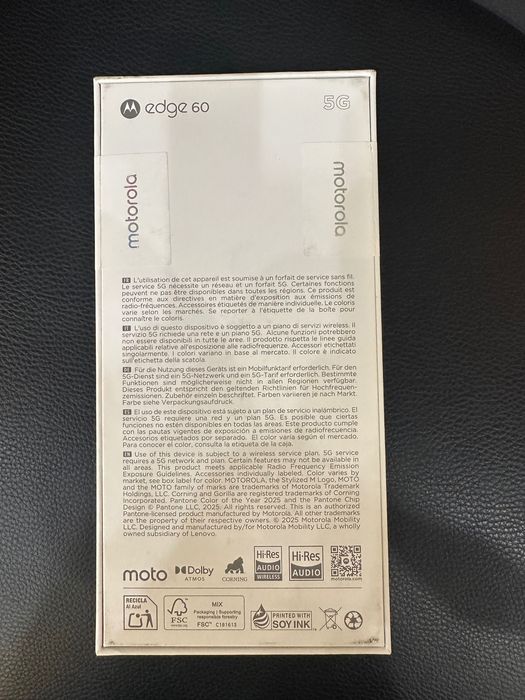 edge 60
5G
motorola
motorola
FR L'utilisation de cet appareil est soumise à un forfait de service sans fil.
Le service 5G nécessite un réseau et un forfait 5G. Certaines fonctions
peuvent ne pas être disponibles dans toutes les régions. Ce produit est
conforme aux directives en matière d'exposition aux émissions de
radio-fréquences. Accessoires étiquetés de manière individuelle. Le coloris
varie selon les marchés. Se reporter à l'étiquette de la boîte pour
connaître le coloris.
IT L'uso di questo dispositivo è soggetto a un piano di servizi wireless. Il
servizio 5G richiede una rete e un piano 5G. Alcune funzioni potrebbero
non essere disponibili in tutte le aree. Il prodotto rispetta le linee guida
applicabili relative all'esposizione alle radiofrequenze. Accessori etichettati
singolarmente. I colori variano in base al mercato. Il colore è indicato
sull'etichetta della scatola.
DE Für die Nutzung dieses Geräts ist ein Mobilfunktarif erforderlich. Für den
5G-Dienst sind ein 5G-Netzwerk und ein 5G-Tarif erforderlich. Bestimmte
Funktionen sind möglicherweise nicht in allen Regionen verfügbar.
Dieses Produkt entspricht den geltenden Richtlinien für Hochfrequen-
zemissionen. Zubehör einzeln beschriftet. Farben variieren je nach Markt.
Farbe siehe Verpackungsaufdruck.
ES El uso de este dispositivo está sujeto a un plan de servicio inalámbrico. El
servicio 5G requiere una red y un plan 5G. Es posible que ciertas
funciones no estén disponibles en todas las áreas. Este producto cumple
con las pautas vigentes de exposición a emisiones de radiofrecuencia.
Accesorios etiquetados por separado. El color varía según el mercado.
Para conocer el color, consulta la etiqueta de la caja.
EN Use of this device is subject to a wireless service plan. 5G service
requires a 5G network and plan. Certain features may not be available in
all areas. This product meets applicable Radio Frequency Emission
Exposure Guidelines. Accessories individually labeled. Color varies by
market, see box label for color. MOTOROLA, the Stylized M Logo, MOTO
and the MOTO family of marks are trademarks of Motorola Trademark
Holdings, LLC. Corning and Gorilla are registered trademarks of Corning
Incorporated. Pantone Color of the Year 2025 and the Pantone Chip
Design © Pantone LLC, 2025. All rights reserved. This is an authorized
Pantone-licensed product manufactured by Motorola. All other trademarks
are the property of their respective owners. © 2025 Motorola Mobility
LLC. Designed and manufactured by/for Motorola Mobility LLC, a wholly
owned subsidiary of Lenovo.
moto
Dolby
ATMOS
CORNING
Hi-Res
AUDIO
WIRELESS
Hi-Res
AUDIO
motorola.com
RECICLA
Al Azul
FSC
www.fsc.org
MIX
Packaging | Supporting
responsible forestry
FSC™ C181613
PRINTED WITH
SOY INK